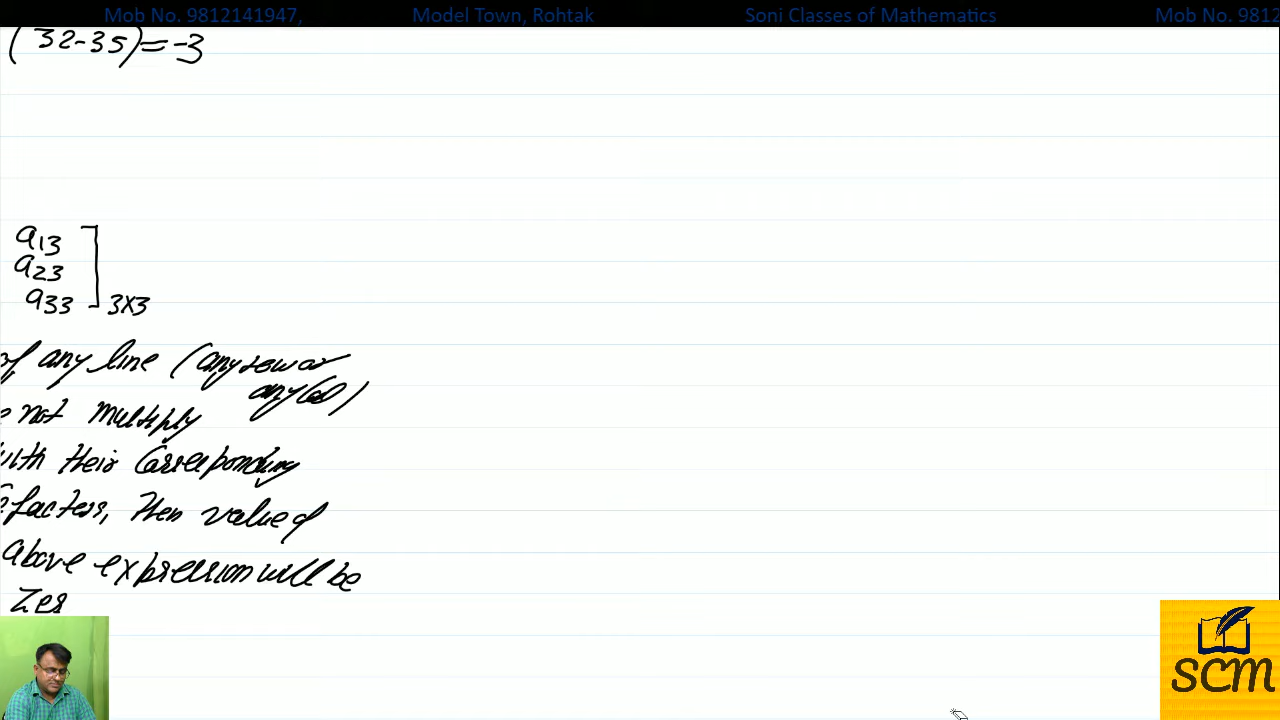 Mob No. 9812141947, Model Town, Rohtak Soni Classes of Mathematics Mob No. 9812
(32-35)=-3
a13
a23
a33 ]3X3
of any line (any row or
any Col)
not multiply
with their Corresponding
factors, then value of
above expression will be
Zer
SCM